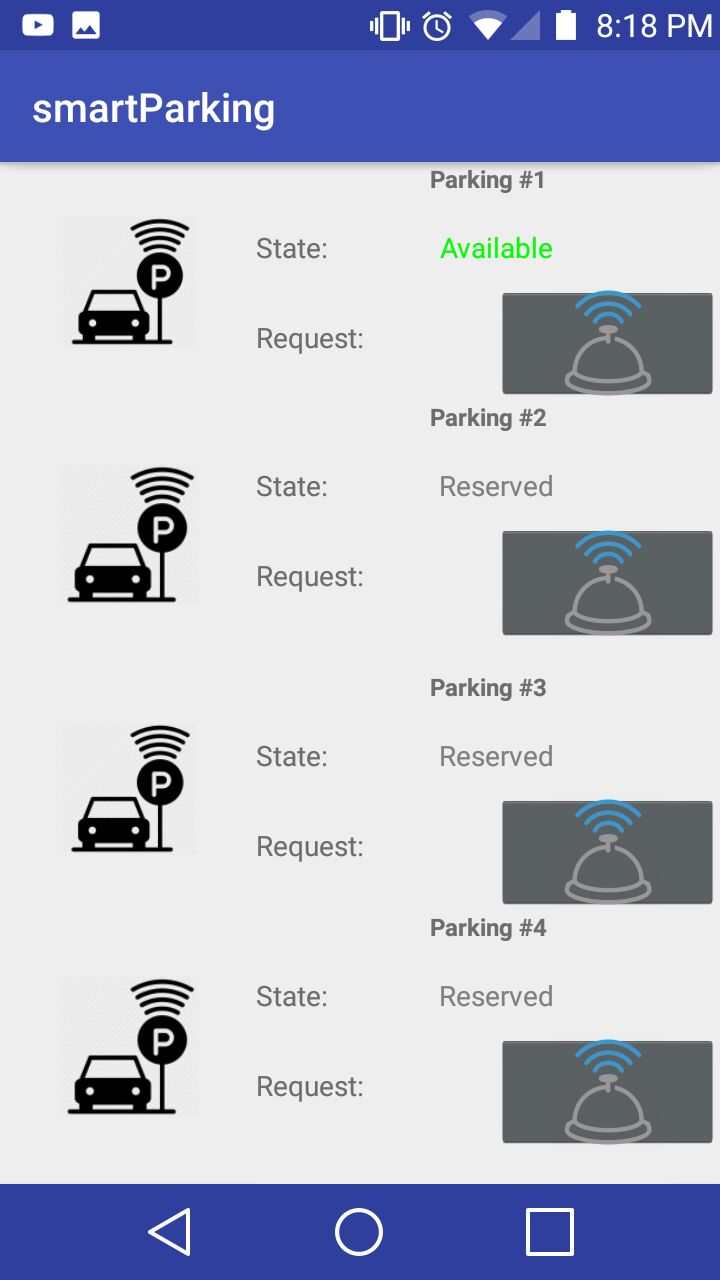 8:18 PM
smartParking
Parking #1
State: Available
Request:
Parking #2
State: Reserved
Request:
Parking #3
State: Reserved
Request:
Parking #4
State: Reserved
Request:
P
P
P
P